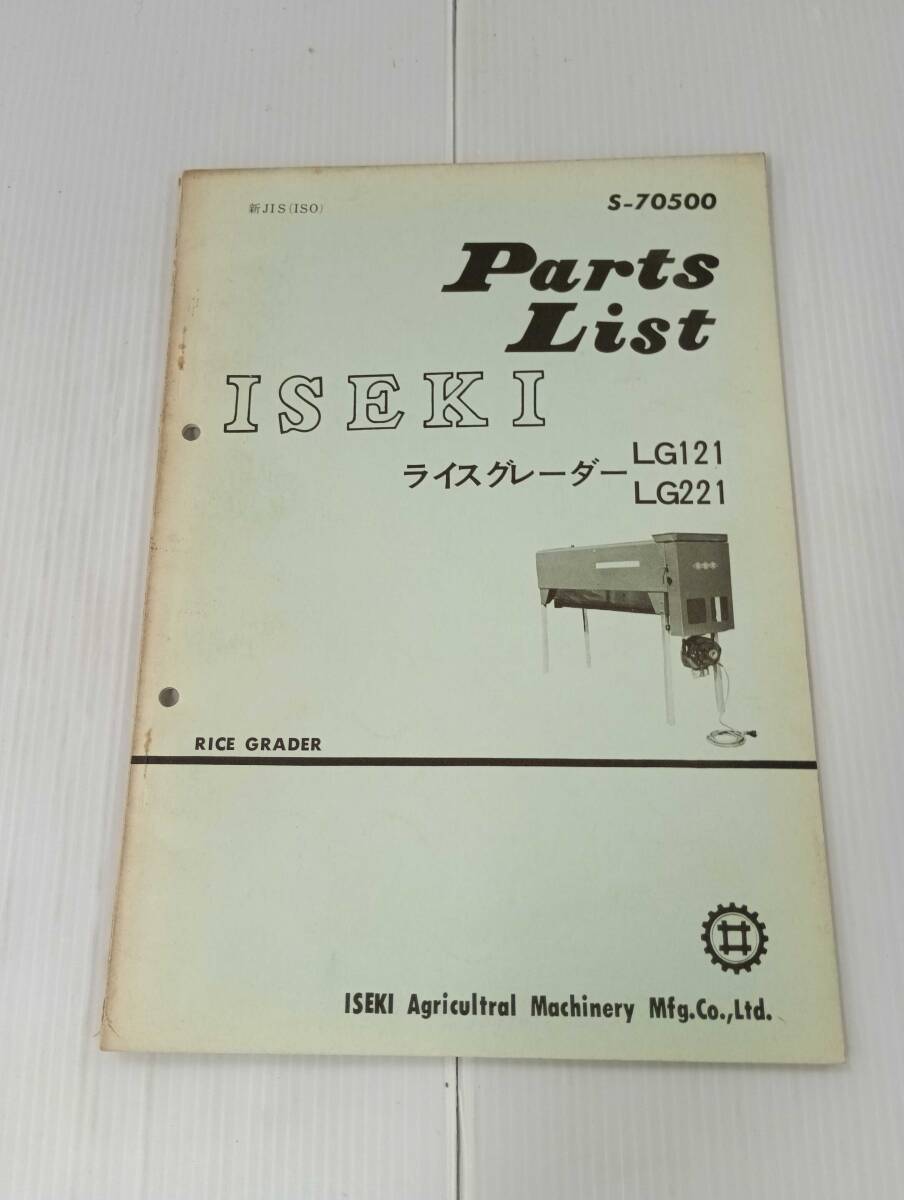 新JIS(ISO)
S-70500
Parts
List
ISEKI
ライスグレーダー
LG121
LG221
RICE GRADER
ISEKI Agricultral Machinery Mfg.Co.,Ltd.